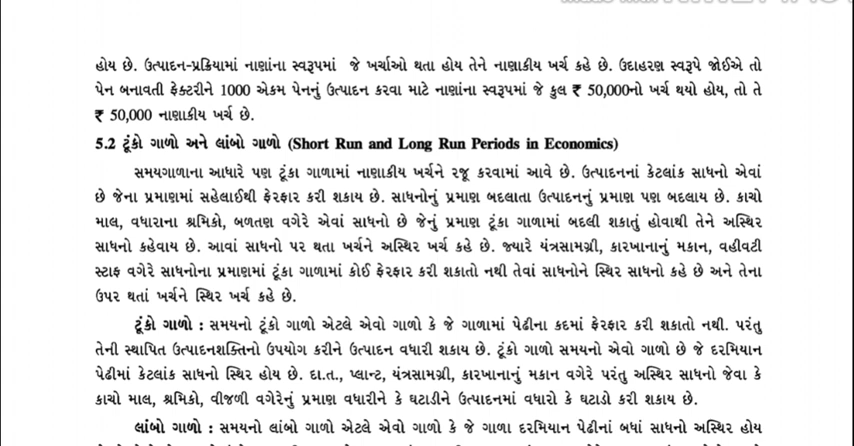 હોય છે. ઉત્પાદન-પ્રક્રિયામાં નાણાંના સ્વરૂપમાં જે ખર્ચાઓ થતા હોય તેને નાણાકીય ખર્ચ કહે છે. ઉદાહરણ સ્વરૂપે જોઈએ તો
પેન બનાવતી ફેક્ટરીને 1000 એકમ પેનનું ઉત્પાદન કરવા માટે નાણાંના સ્વરૂપમાં જે કુલ ₹ 50,000નો ખર્ચ થયો હોય, તો તે
₹ 50,000 નાણાકીય ખર્ચ છે.
5.2 ટૂંકો ગાળો અને લાંબો ગાળો (Short Run and Long Run Periods in Economics)
સમયગાળાના આધારે પણ ટૂંકા ગાળામાં નાણાકીય ખર્ચને રજૂ કરવામાં આવે છે. ઉત્પાદનનાં કેટલાંક સાધનો એવાં
છે જેના પ્રમાણમાં સહેલાઈથી ફેરફાર કરી શકાય છે. સાધનોનું પ્રમાણ બદલાતા ઉત્પાદનનું પ્રમાણ પણ બદલાય છે. કાચો
માલ, વધારાના શ્રમિકો, બળતણ વગેરે એવાં સાધનો છે જેનું પ્રમાણ ટૂંકા ગાળામાં બદલી શકાતું હોવાથી તેને અસ્થિર
સાધનો કહેવાય છે. આવાં સાધનો પર થતા ખર્ચને અસ્થિર ખર્ચ કહે છે. જ્યારે યંત્રસામગ્રી, કારખાનાનું મકાન, વહીવટી
સ્ટાફ વગેરે સાધનોના પ્રમાણમાં ટૂંકા ગાળામાં કોઈ ફેરફાર કરી શકાતો નથી તેવાં સાધનોને સ્થિર સાધનો કહે છે અને તેના
ઉપર થતાં ખર્ચને સ્થિર ખર્ચ કહે છે.
ટૂંકો ગાળો : સમયનો ટૂંકો ગાળો એટલે એવો ગાળો કે જે ગાળામાં પેઢીના કદમાં ફેરફાર કરી શકાતો નથી. પરંતુ
તેની સ્થાપિત ઉત્પાદનશક્તિનો ઉપયોગ કરીને ઉત્પાદન વધારી શકાય છે. ટૂંકો ગાળો સમયનો એવો ગાળો છે જે દરમિયાન
પેઢીમાં કેટલાંક સાધનો સ્થિર હોય છે. દા.ત., પ્લાન્ટ, યંત્રસામગ્રી, કારખાનાનું મકાન વગેરે પરંતુ અસ્થિર સાધનો જેવા કે
કાચો માલ, શ્રમિકો, વીજળી વગેરેનું પ્રમાણ વધારીને કે ઘટાડીને ઉત્પાદનમાં વધારો કે ઘટાડો કરી શકાય છે.
લાંબો ગાળો : સમયનો લાંબો ગાળો એટલે એવો ગાળો કે જે ગાળા દરમિયાન પેઢીનાં બધાં સાધનો અસ્થિર હોય